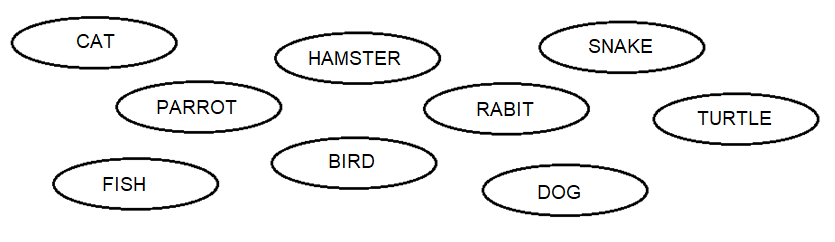 CAT
HAMSTER
SNAKE
PARROT
RABIT
TURTLE
FISH
BIRD
DOG